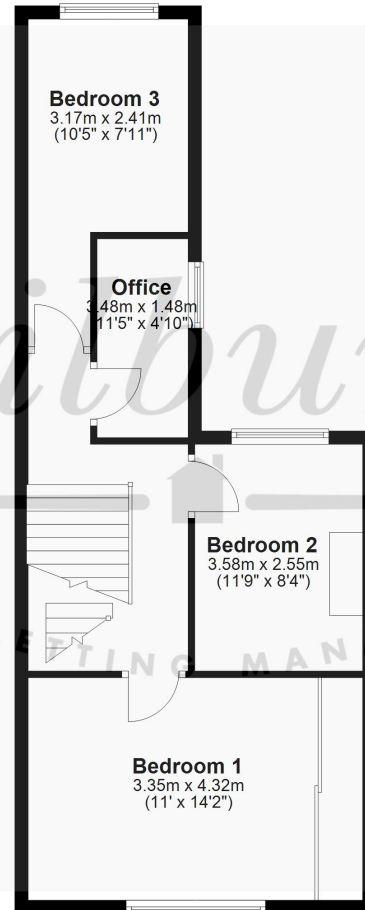 Bedroom 3
3.17m x 2.41m
(10'5" x 7'11")
Office
3.48m x 1.48m
(11'5" x 4'10")
Bedroom 2
3.58m x 2.55m
(11'9" x 8'4")
ETTING MAN
Bedroom 1
3.35m x 4.32m
(11' x 14'2")